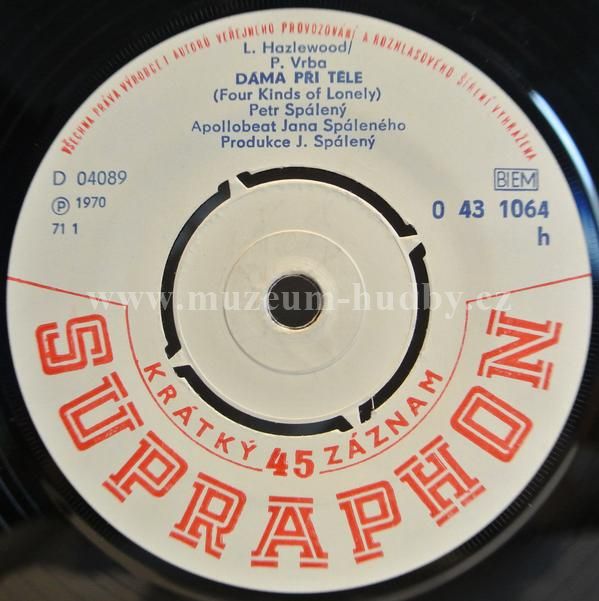 VŠECHNA PRÁVA VÝROBCE I AUTORŮ VEŘEJNÉHO PROVOZOVÁNÍ A ROZHLASOVÉHO ŠÍŘENÍ VYHRAŽENA
L. Hazlewood/
P. Vrba
DÁMA PŘI TĚLE
(Four Kinds of Lonely)
Petr Spálený
Apollobeat Jana Spáleného
Produkce J. Spálený
D 04089
Ⓟ 1970
71 1
BIEM
0 43 1064
h
www.muzeum-hudby.cz
KRÁTKÝ 45 ZÁZNAM
SUPRAPHON